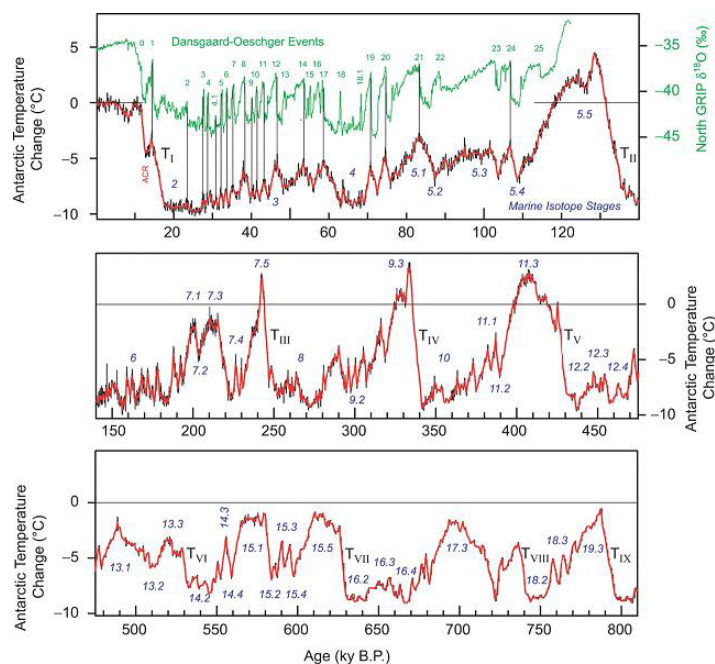 Dansgaard-Oeschger Events
0 1 2 3 4 4.1 5 6 7 8 9 10 11 12 13 14 15 16 17 18 18.1 19 20 21 22 23 24 25
5
0
−5
−10
Antarctic Temperature
Change (°C)
−35
−40
−45
North GRIP δ¹⁸O (‰)
ACR
T_I
T_II
2 3 4 5.1 5.2 5.3 5.4 5.5
Marine Isotope Stages
20 40 60 80 100 120
7.5
9.3
11.3
7.1 7.3
6
7.2
7.4
T_III
8
9.2
T_IV
10
11.1
11.2
T_V
12.2
12.3
12.4
0
−5
−10
Antarctic Temperature
Change (°C)
150 200 250 300 350 400 450
0
−5
−10
Antarctic Temperature
Change (°C)
13.1
13.2
13.3
T_VI
14.2
14.3
14.4
15.1
15.2
15.3
15.4
15.5
T_VII
16.2
16.3
16.4
17.3
T_VIII
18.2
18.3
19.3
T_IX
500 550 600 650 700 750 800
Age (ky B.P.)